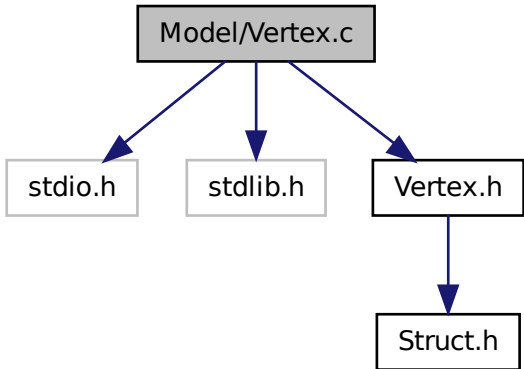 Model/Vertex.c
stdio.h
stdlib.h
Vertex.h
Struct.h